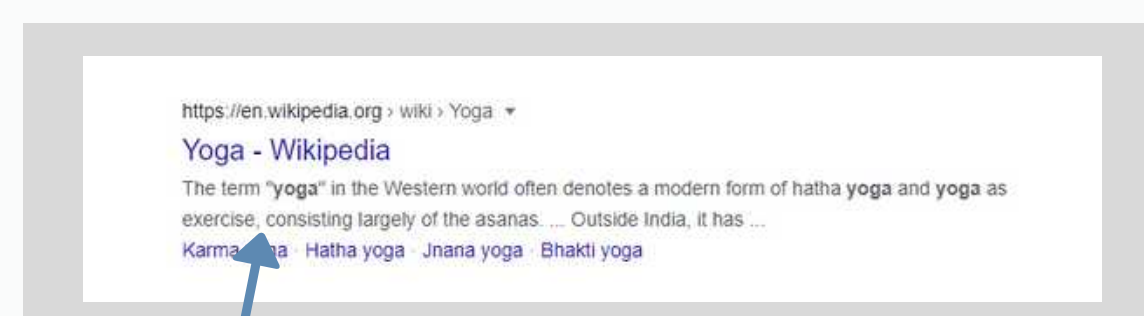 https://en.wikipedia.org › wiki › Yoga
Yoga - Wikipedia
The term "yoga" in the Western world often denotes a modern form of hatha yoga and yoga as
exercise, consisting largely of the asanas. ... Outside India, it has ...
Karma · Hatha yoga · Jnana yoga · Bhakti yoga